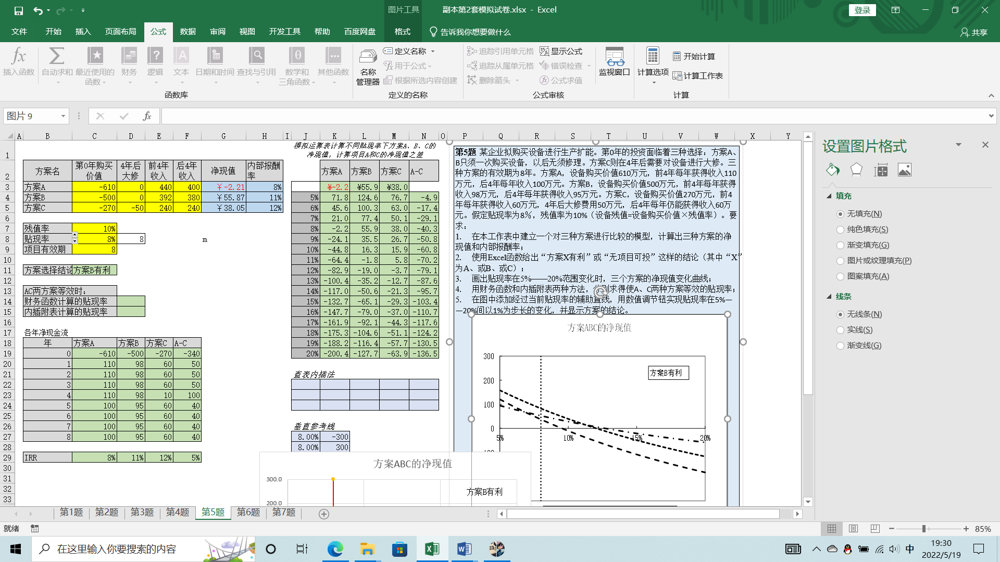 图片工具
副本第2套模拟试卷.xlsx - Excel
登录
文件 开始 插入 页面布局 公式 数据 审阅 视图 开发工具 帮助 百度网盘 格式 告诉我你想要做什么 共享
插入函数 自动求和 最近使用的函数 财务 逻辑 文本 日期和时间 查找与引用 数学和三角函数 其他函数
函数库
名称管理器 定义名称 用于公式 根据所选内容创建
定义的名称
追踪引用单元格 显示公式
追踪从属单元格 错误检查
删除箭头 公式求值
公式审核
监视窗口
计算选项 开始计算 计算工作表
计算
图片 9
A B C D E F G H I J K L M N O P Q R S T U V W X Y
模拟运算表计算不同贴现率下方案A、B、C的净现值，计算项目A和C的净现值之差
方案名 第0年购买价值 4年后大修 前4年收入 后4年收入 净现值 内部报酬率
方案A -610 0 440 400 ￥-2.21 8%
方案B -500 0 392 380 ￥55.87 11%
方案C -270 -50 240 240 ￥38.05 12%
残值率 10%
贴现率 8% 8 m
项目有效期 8
方案选择结论 方案B有利
AC两方案等效时:
财务函数计算的贴现率
内插附表计算的贴现率
各年净现金流
年 方案A 方案B 方案C A-C
0 -610 -500 -270 -340
1 110 98 60 50
2 110 98 60 50
3 110 98 60 50
4 110 98 10 100
5 100 95 60 40
6 100 95 60 40
7 100 95 60 40
8 100 95 60 40
IRR 8% 11% 12% 5%
方案A 方案B 方案C A-C
¥-2.2 ¥55.9 ¥38.0
5% 71.8 124.6 76.7 -4.9
6% 45.6 100.3 63.0 -17.4
7% 21.0 77.4 50.1 -29.1
8% -2.2 55.9 38.0 -40.3
9% -24.1 35.5 26.7 -50.8
10% -44.8 16.3 15.9 -60.8
11% -64.4 -1.8 5.8 -70.2
12% -82.9 -19.0 -3.7 -79.1
13% -100.4 -35.2 -12.7 -87.6
14% -117.0 -50.6 -21.3 -95.7
15% -132.7 -65.1 -29.3 -103.4
16% -147.7 -79.0 -37.0 -110.7
17% -161.9 -92.1 -44.3 -117.6
18% -175.3 -104.6 -51.1 -124.2
19% -188.2 -116.4 -57.7 -130.5
20% -200.4 -127.7 -63.9 -136.5
查表内插法
垂直参考线
8.00% -300
8.00% 300
方案ABC的净现值
300.0
方案B有利
200.0
第5题 某企业拟购买设备进行生产扩能。第0年的投资面临着三种选择：方案A、
B只须一次购买设备，以后无须修理。方案C则在4年后需要对设备进行大修。三
种方案的有效期为8年。方案A，设备购买价值610万元，前4年每年获得收入110
万元，后4年每年收入100万元。方案B，设备购买价值500万元，前4年每年获得
收入98万元，后4年每年获得收入95万元。方案C，设备购买价值270万元，前4
年每年获得收入60万元，4年后大修费用50万元，后4年每年仍能获得收入60万
元。假定贴现率为8%，残值率为10%（设备残值=设备购买价值×残值率）。要
求：
1. 在本工作表中建立一个对三种方案进行比较的模型，计算出三种方案的净
现值和内部报酬率；
2. 使用Excel函数给出“方案X有利”或“无项目可投”这样的结论（其中“X”
为A、或B、或C）；
3. 画出贴现率在5%——20%范围变化时，三个方案的净现值变化曲线；
4. 用财务函数和内插附表两种方法，分别求得使A、C两种方案等效的贴现率；
5. 在图中添加经过当前贴现率的辅助直线，用数值调节钮实现贴现率在5%—
—20%间以1%为步长的变化，并显示方案的结论。
方案ABC的净现值
300
方案B有利
200
100
0
5% 10% 15% 20%
设置图片格式
填充
无填充(N)
纯色填充(S)
渐变填充(G)
图片或纹理填充(P)
图案填充(A)
线条
无线条(N)
实线(S)
渐变线(G)
1
2
3
4
5
6
7
8
9
10
11
12
13
14
15
16
17
18
19
20
21
22
23
24
25
26
27
28
29
30
31
32
33
第1题 第2题 第3题 第4题 第5题 第6题 第7题
就绪
85%
在这里输入你要搜索的内容
中
19:30
2022/5/19